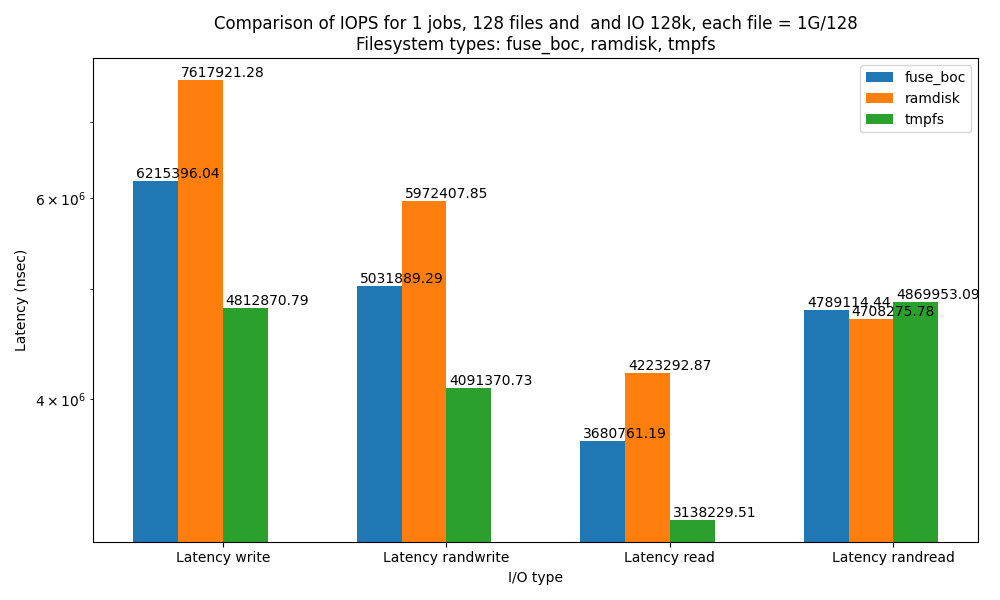 Comparison of IOPS for 1 jobs, 128 files and  and IO 128k, each file = 1G/128
Filesystem types: fuse_boc, ramdisk, tmpfs
fuse_boc
ramdisk
tmpfs
7617921.28
6215396.04
4812870.79
5972407.85
5031889.29
4091370.73
4223292.87
3680761.19
3138229.51
4869953.09
4789114.44
4708275.78
6 × 10⁶
4 × 10⁶
Latency (nsec)
Latency write
Latency randwrite
Latency read
Latency randread
I/O type